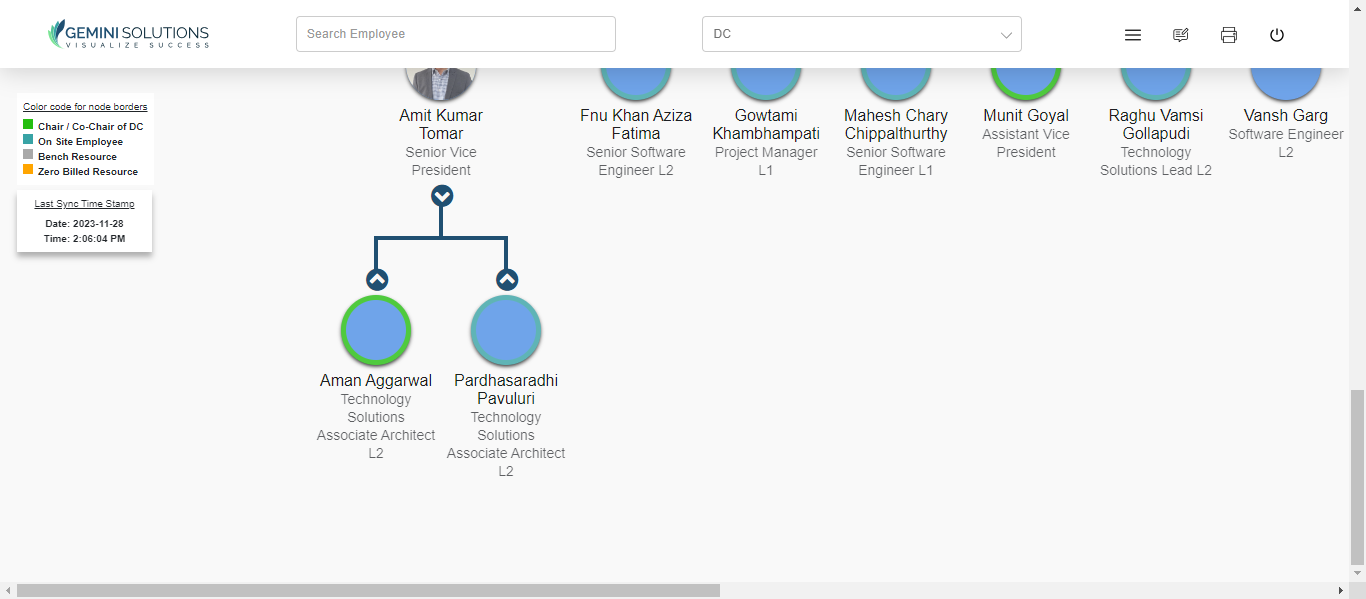 GEMINI SOLUTIONS
VISUALIZE SUCCESS
Search Employee
DC
Color code for node borders
Chair / Co-Chair of DC
On Site Employee
Bench Resource
Zero Billed Resource
Last Sync Time Stamp
Date: 2023-11-28
Time: 2:06:04 PM
Amit Kumar
Tomar
Senior Vice
President
Fnu Khan Aziza
Fatima
Senior Software
Engineer L2
Gowtami
Khambhampati
Project Manager
L1
Mahesh Chary
Chippalthurthy
Senior Software
Engineer L1
Munit Goyal
Assistant Vice
President
Raghu Vamsi
Gollapudi
Technology
Solutions Lead L2
Vansh Garg
Software Engineer
L2
Aman Aggarwal
Technology
Solutions
Associate Architect
L2
Pardhasaradhi
Pavuluri
Technology
Solutions
Associate Architect
L2